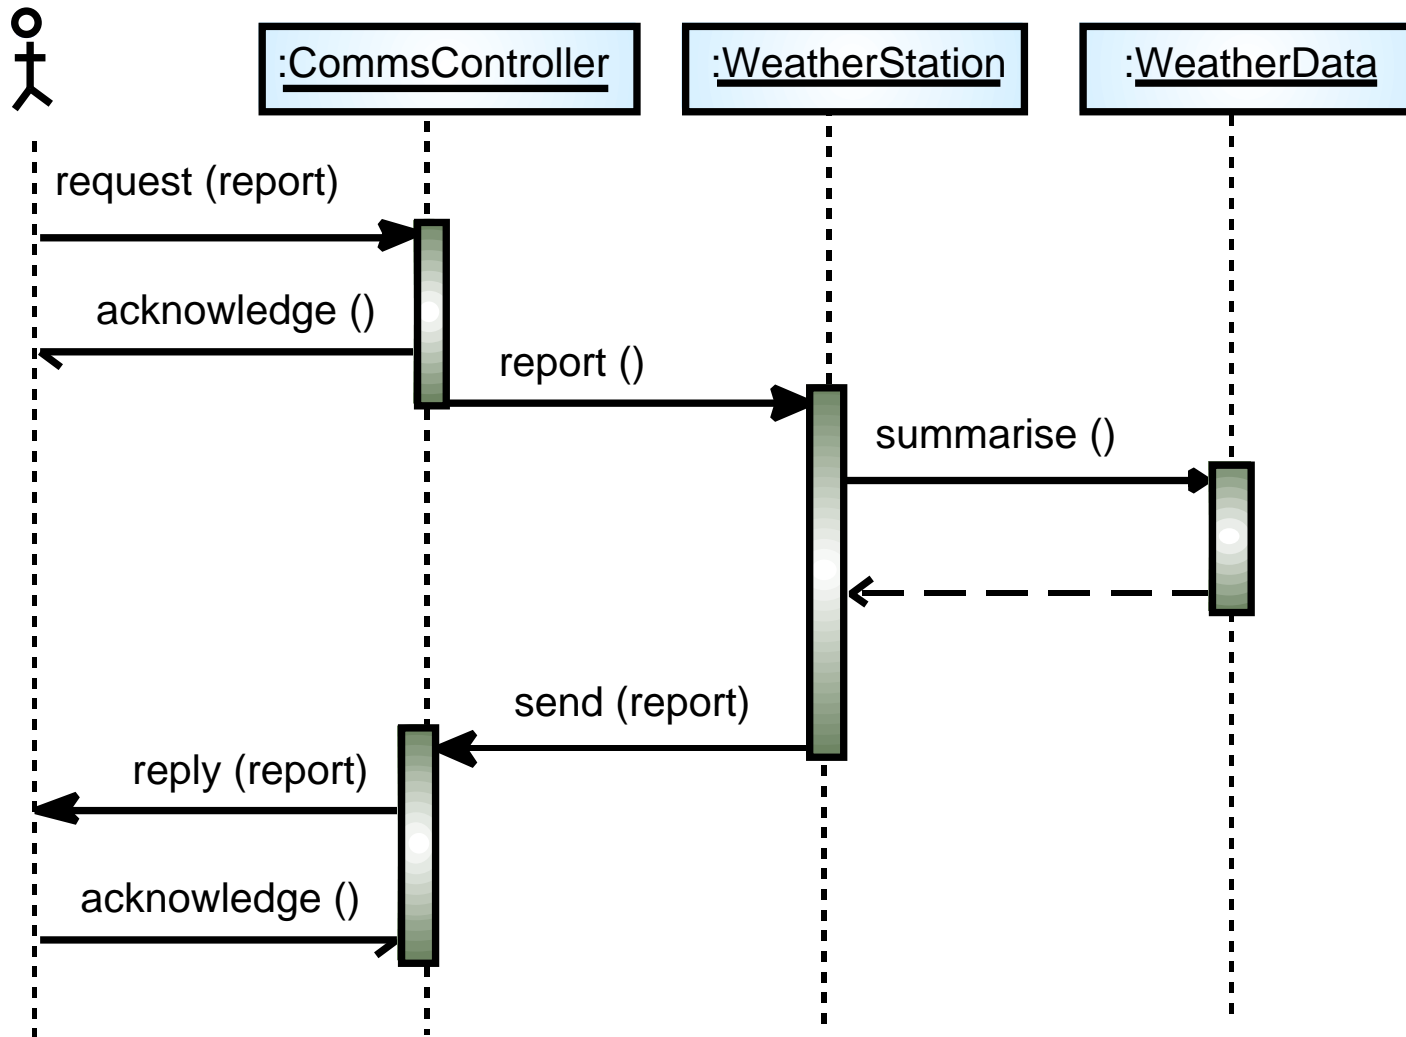 :CommsController
:WeatherStation
:WeatherData
request (report)
acknowledge ()
report ()
summarise ()
send (report)
reply (report)
acknowledge ()